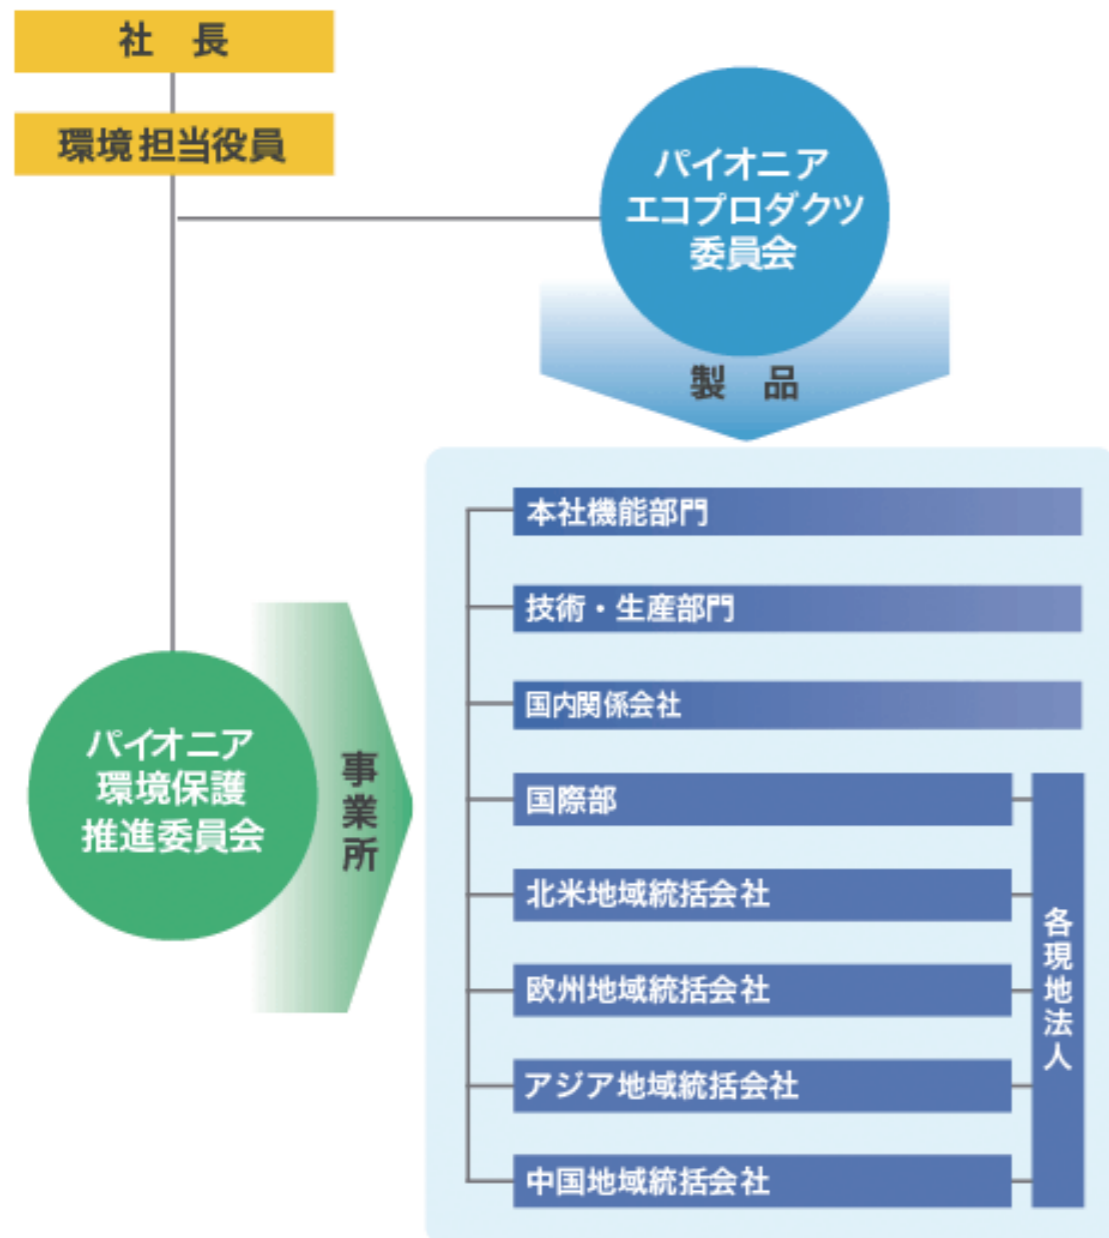 社　長
環境担当役員
パイオニア
エコプロダクツ
委員会
製　品
本社機能部門
技術・生産部門
国内関係会社
国際部
北米地域統括会社
欧州地域統括会社
アジア地域統括会社
中国地域統括会社
各現地法人
パイオニア
環境保護
推進委員会
事業所